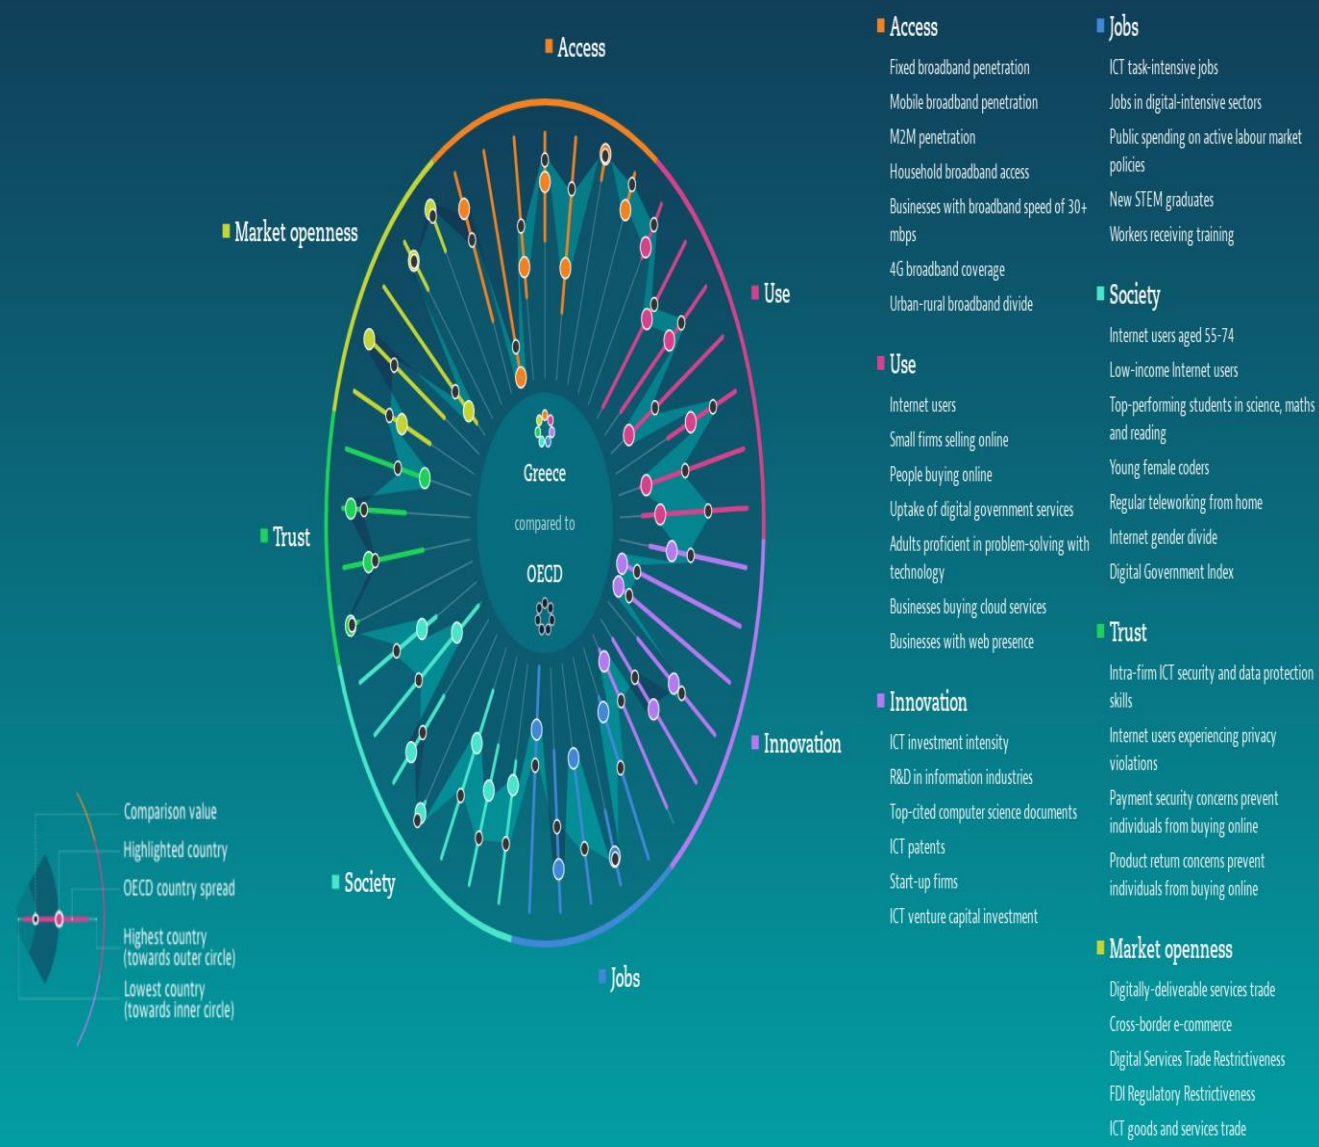 Access
Market openness
Use
Trust
Innovation
Society
Jobs
Greece
compared to
OECD
Comparison value
Highlighted country
OECD country spread
Highest country
(towards outer circle)
Lowest country
(towards inner circle)
Access
Fixed broadband penetration
Mobile broadband penetration
M2M penetration
Household broadband access
Businesses with broadband speed of 30+
mbps
4G broadband coverage
Urban-rural broadband divide
Use
Internet users
Small firms selling online
People buying online
Uptake of digital government services
Adults proficient in problem-solving with
technology
Businesses buying cloud services
Businesses with web presence
Innovation
ICT investment intensity
R&D in information industries
Top-cited computer science documents
ICT patents
Start-up firms
ICT venture capital investment
Jobs
ICT task-intensive jobs
Jobs in digital-intensive sectors
Public spending on active labour market
policies
New STEM graduates
Workers receiving training
Society
Internet users aged 55-74
Low-income Internet users
Top-performing students in science, maths
and reading
Young female coders
Regular teleworking from home
Internet gender divide
Digital Government Index
Trust
Intra-firm ICT security and data protection
skills
Internet users experiencing privacy
violations
Payment security concerns prevent
individuals from buying online
Product return concerns prevent
individuals from buying online
Market openness
Digitally-deliverable services trade
Cross-border e-commerce
Digital Services Trade Restrictiveness
FDI Regulatory Restrictiveness
ICT goods and services trade